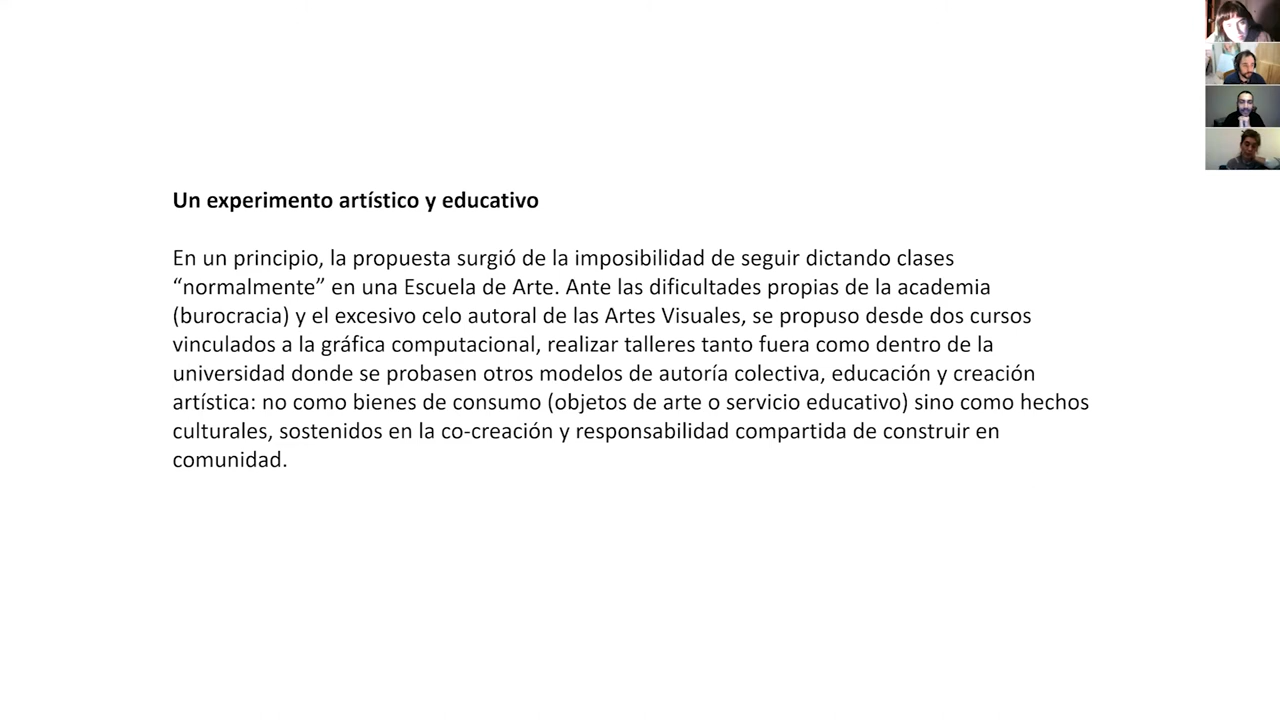 Un experimento artístico y educativo
En un principio, la propuesta surgió de la imposibilidad de seguir dictando clases
“normalmente” en una Escuela de Arte. Ante las dificultades propias de la academia
(burocracia) y el excesivo celo autoral de las Artes Visuales, se propuso desde dos cursos
vinculados a la gráfica computacional, realizar talleres tanto fuera como dentro de la
universidad donde se probasen otros modelos de autoría colectiva, educación y creación
artística: no como bienes de consumo (objetos de arte o servicio educativo) sino como hechos
culturales, sostenidos en la co-creación y responsabilidad compartida de construir en
comunidad.